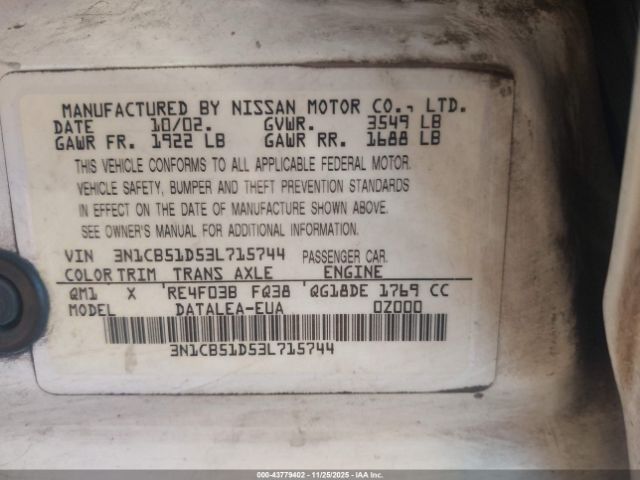 MANUFACTURED BY NISSAN MOTOR CO., LTD.
DATE 10/02. GVWR. 3549 LB
GAWR FR. 1922 LB GAWR RR. 1688 LB
THIS VEHICLE CONFORMS TO ALL APPLICABLE FEDERAL MOTOR.
VEHICLE SAFETY, BUMPER AND THEFT PREVENTION STANDARDS
IN EFFECT ON THE DATE OF MANUFACTURE SHOWN ABOVE.
SEE OWNER'S MANUAL FOR ADDITIONAL INFORMATION.
VIN 3N1CB51D53L715744 PASSENGER CAR.
COLOR TRIM TRANS AXLE ENGINE
QM1 X RE4F03B FQ38 QG18DE 1769 CC
MODEL DATALEA-EUA 0Z000
3N1CB51D53L715744
000-43779402 - 11/25/2025 - IAAI Inc.